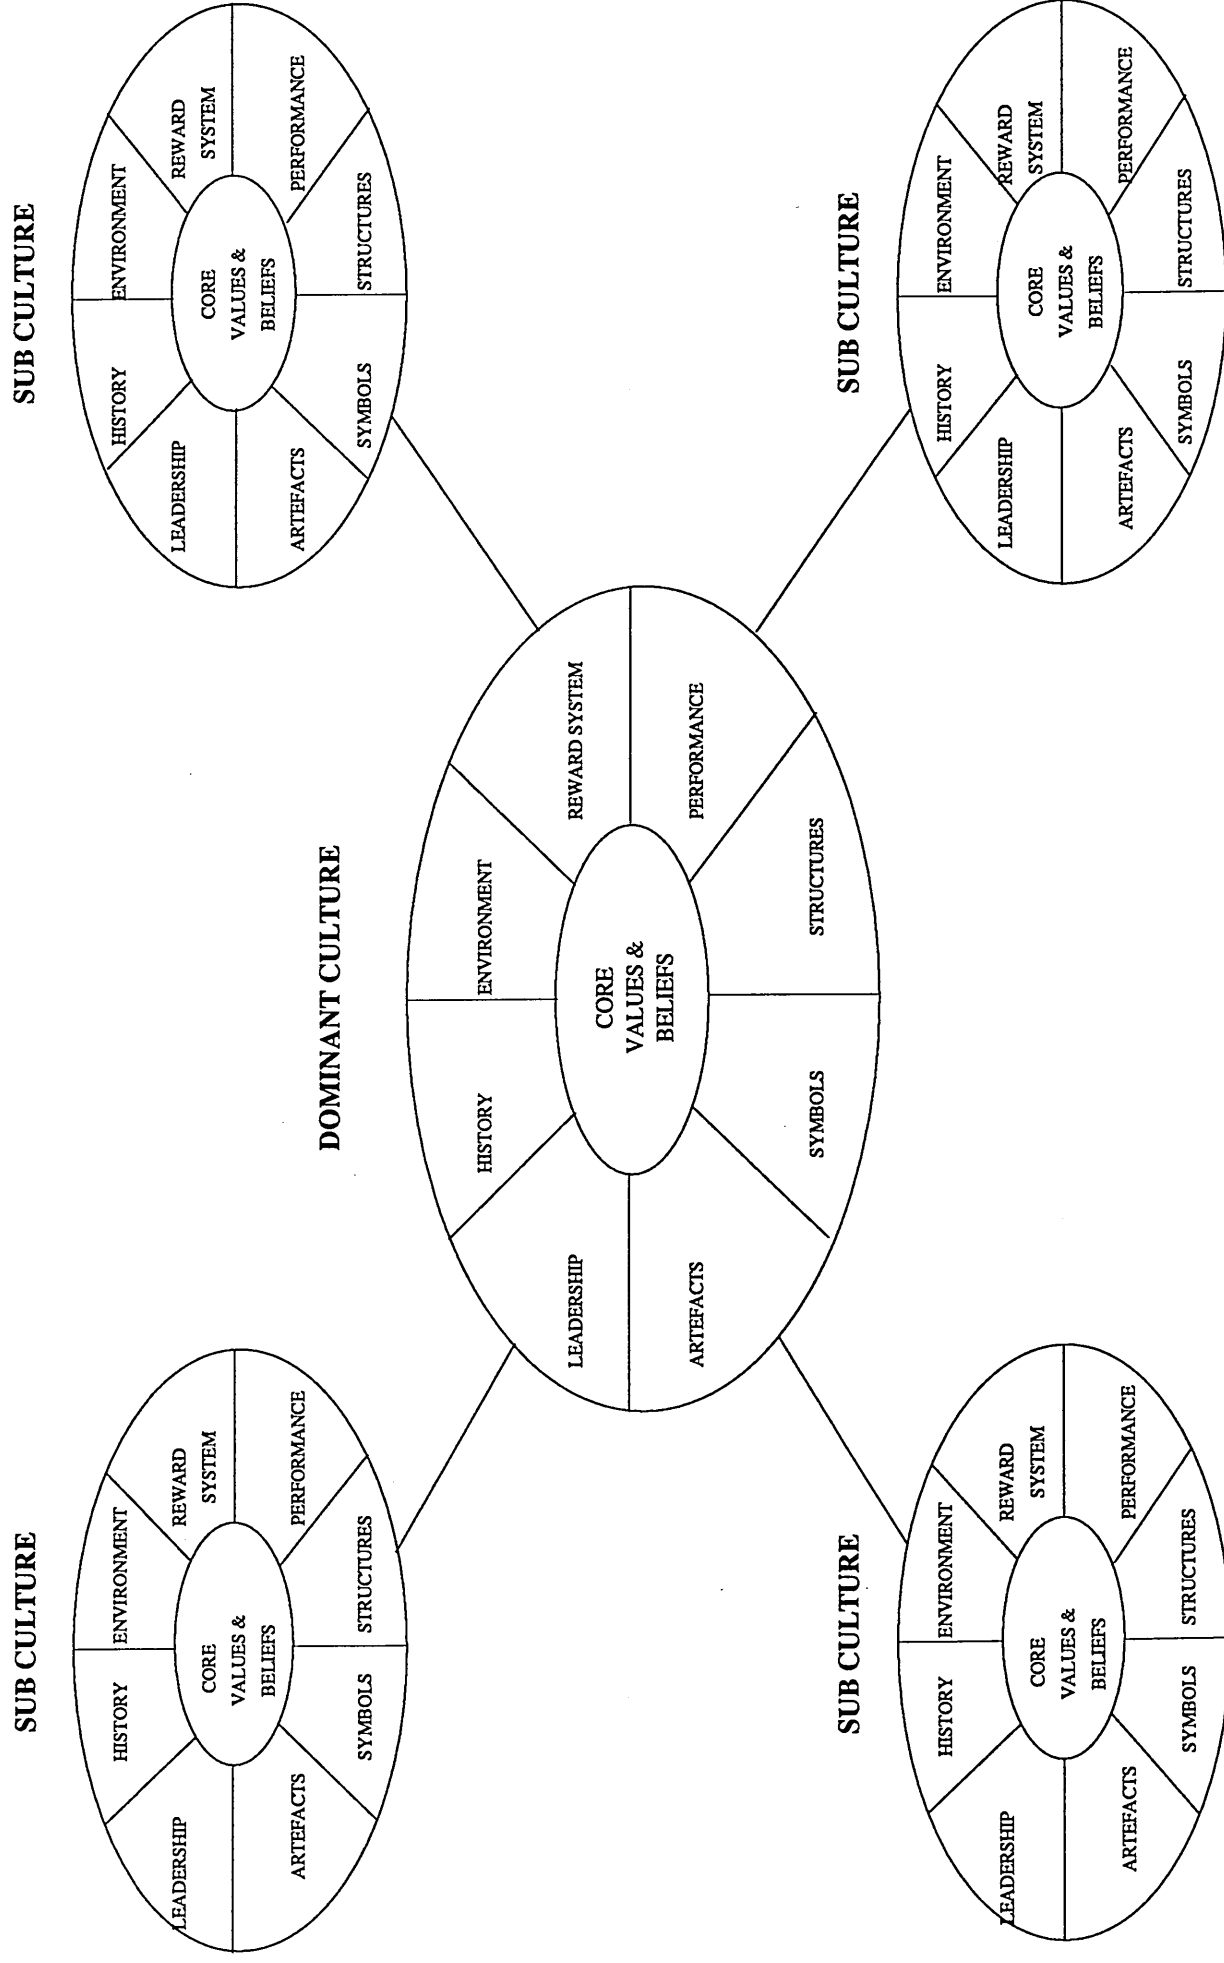 SUB CULTURE
HISTORY
ENVIRONMENT
LEADERSHIP
REWARD
SYSTEM
CORE
VALUES &
BELIEFS
ARTEFACTS
PERFORMANCE
SYMBOLS
STRUCTURES
SUB CULTURE
HISTORY
ENVIRONMENT
LEADERSHIP
REWARD
SYSTEM
CORE
VALUES &
BELIEFS
ARTEFACTS
PERFORMANCE
SYMBOLS
STRUCTURES
DOMINANT CULTURE
HISTORY
ENVIRONMENT
LEADERSHIP
REWARD SYSTEM
CORE
VALUES &
BELIEFS
ARTEFACTS
PERFORMANCE
SYMBOLS
STRUCTURES
SUB CULTURE
HISTORY
ENVIRONMENT
LEADERSHIP
REWARD
SYSTEM
CORE
VALUES &
BELIEFS
ARTEFACTS
PERFORMANCE
SYMBOLS
STRUCTURES
SUB CULTURE
HISTORY
ENVIRONMENT
LEADERSHIP
REWARD
SYSTEM
CORE
VALUES &
BELIEFS
ARTEFACTS
PERFORMANCE
SYMBOLS
STRUCTURES